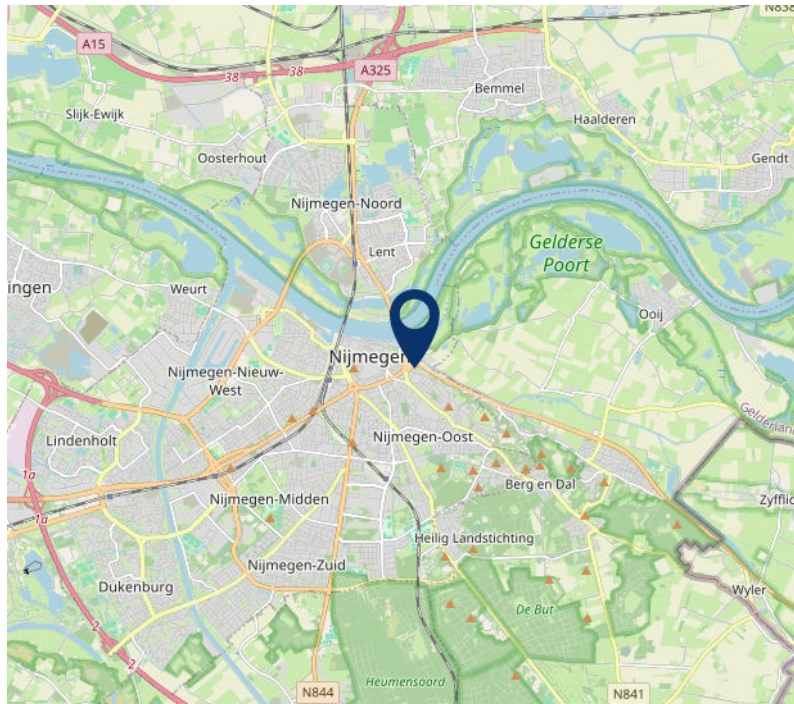 N838
A15
38
38
A325
Bemmel
Slijk-Ewijk
Haalderen
Oosterhout
Gendt
Nijmegen-Noord
Gelderse
Poort
Lent
ingen
Weurt
Ooij
Nijmegen
Nijmegen-Nieuw-
West
Gelderland
Lindenholt
Nijmegen-Oost
1a
Berg en Dal
Nijmegen-Midden
Zyfflic
1a
Heilig Landstichting
Nijmegen-Zuid
Dukenburg
Wyler
De But
2
2
Heumensoord
N844
N841